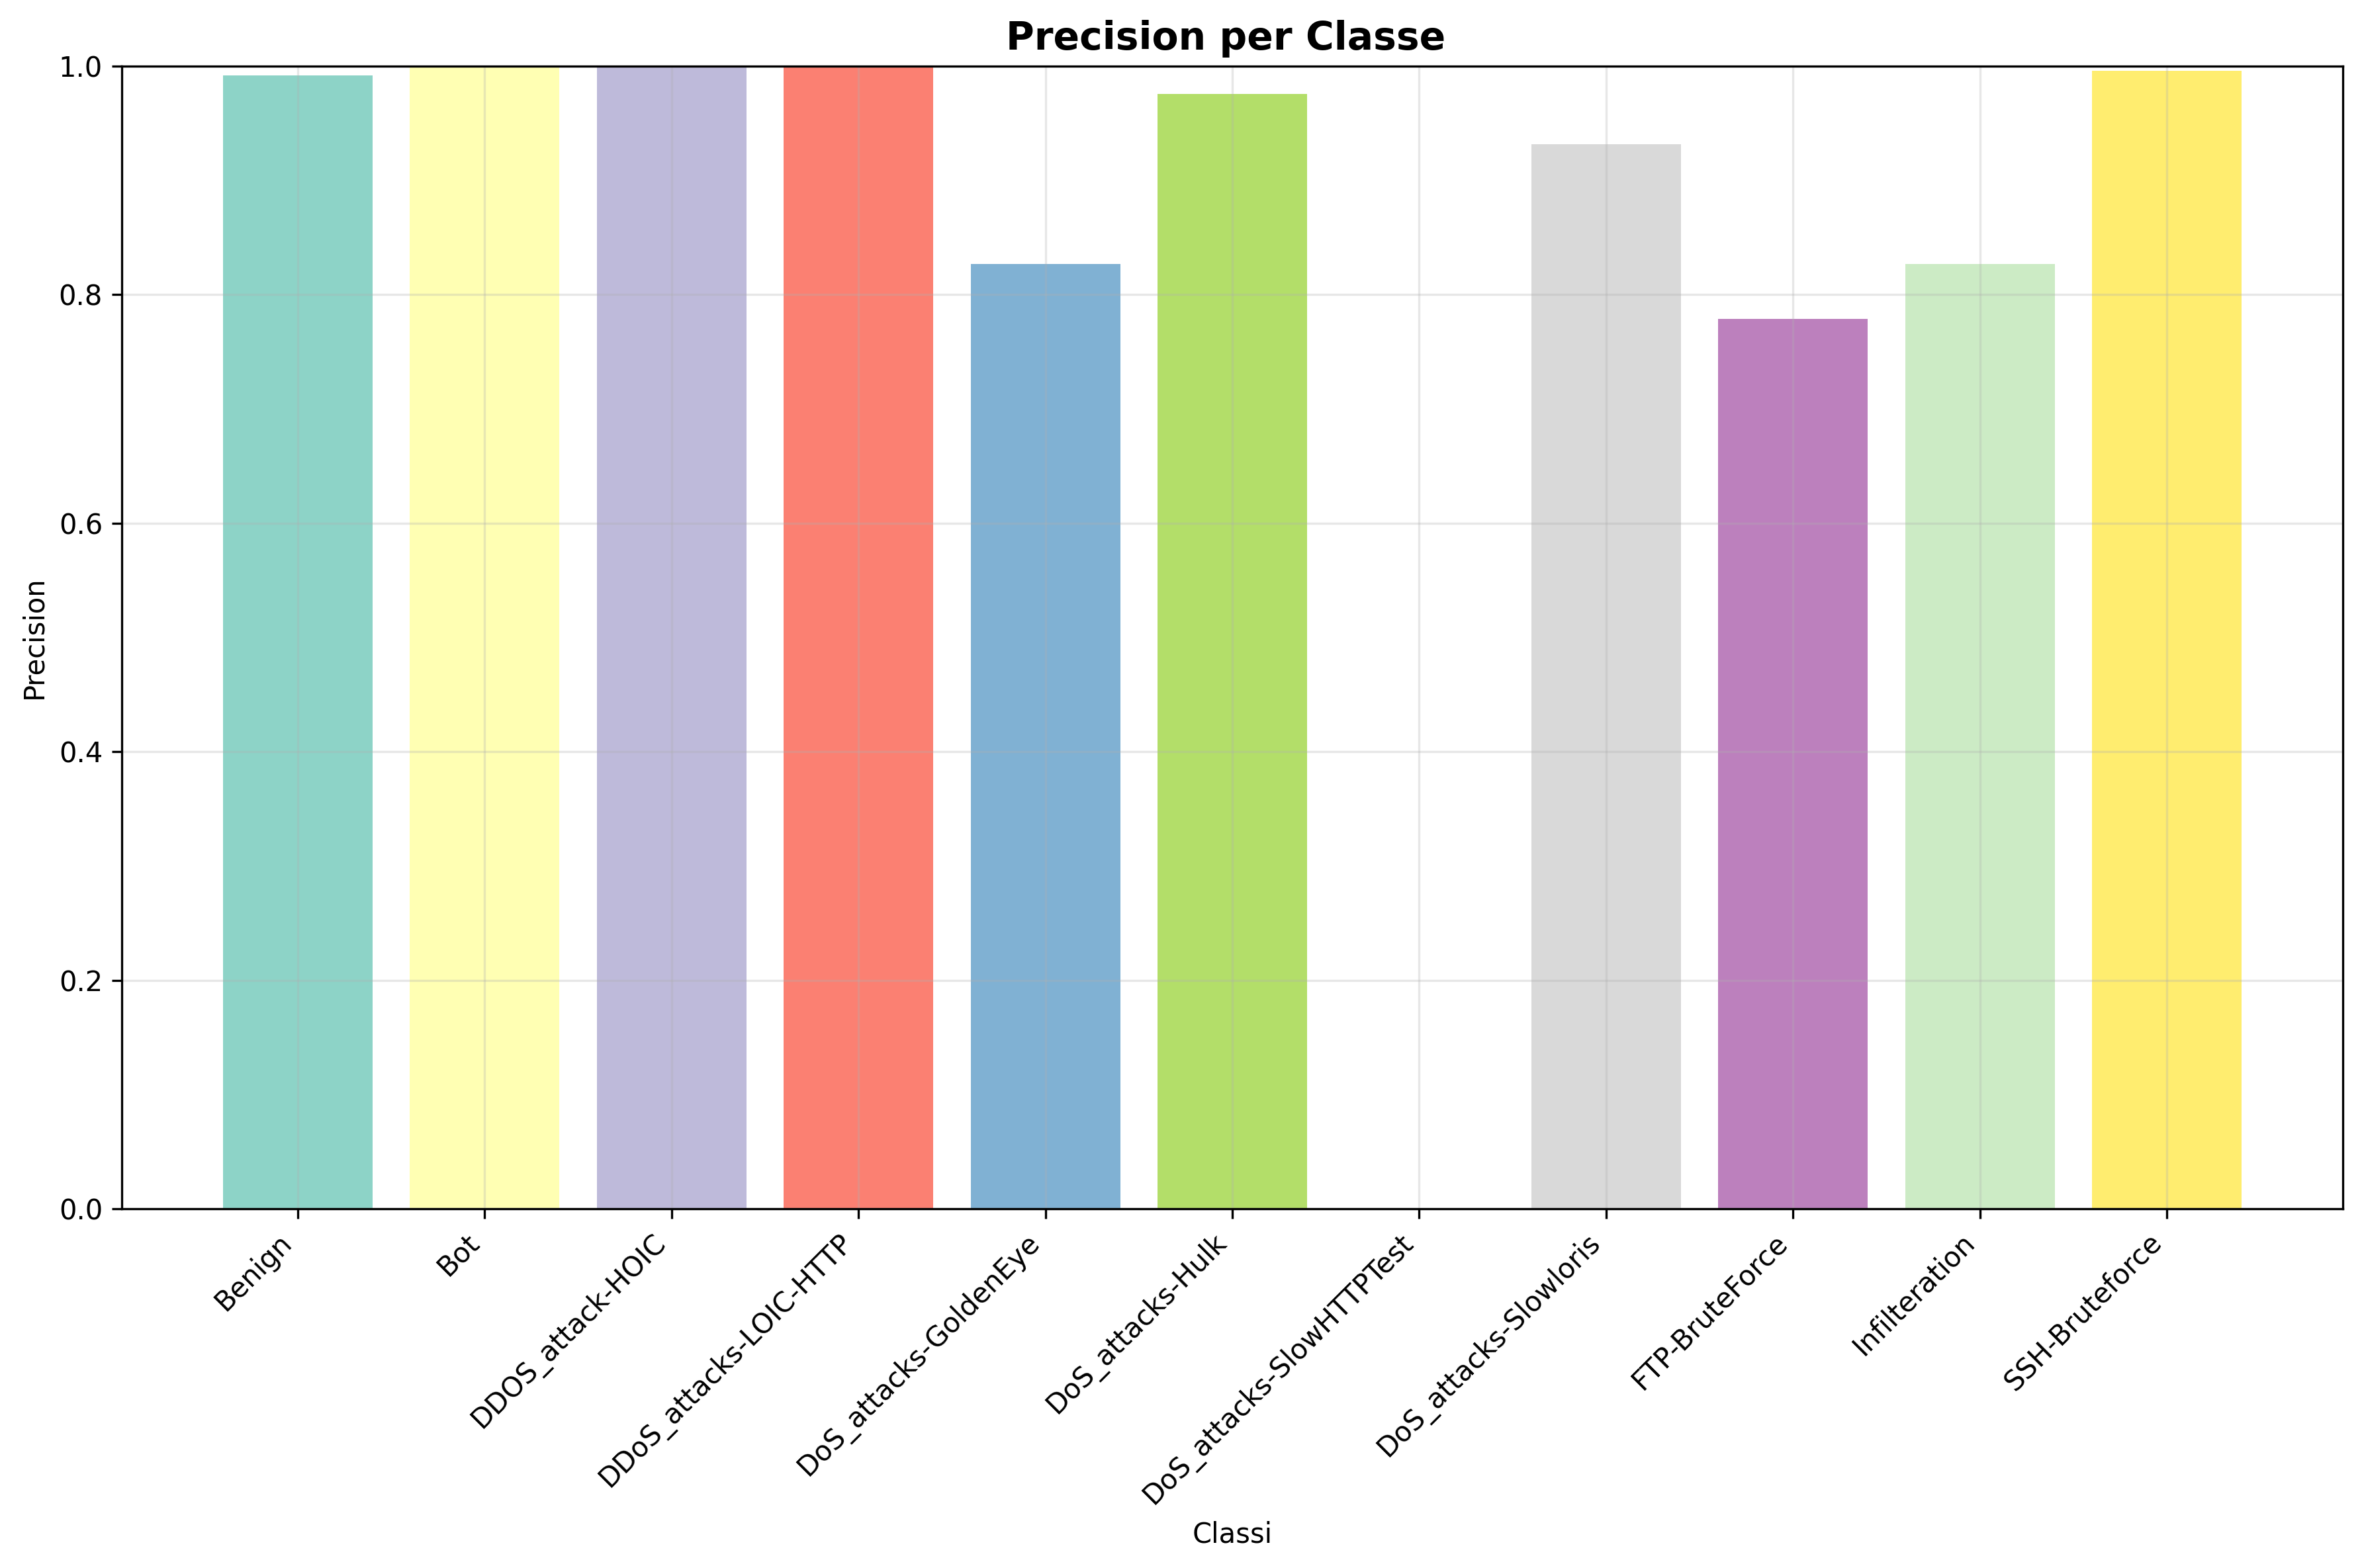 Precision per Classe
Precision
1.0
0.8
0.6
0.4
0.2
0.0
Benign
Bot
DDOS_attack-HOIC
DDoS_attacks-LOIC-HTTP
DoS_attacks-GoldenEye
DoS_attacks-Hulk
DoS_attacks-SlowHTTPTest
DoS_attacks-Slowloris
FTP-BruteForce
Infilteration
SSH-Bruteforce
Classi